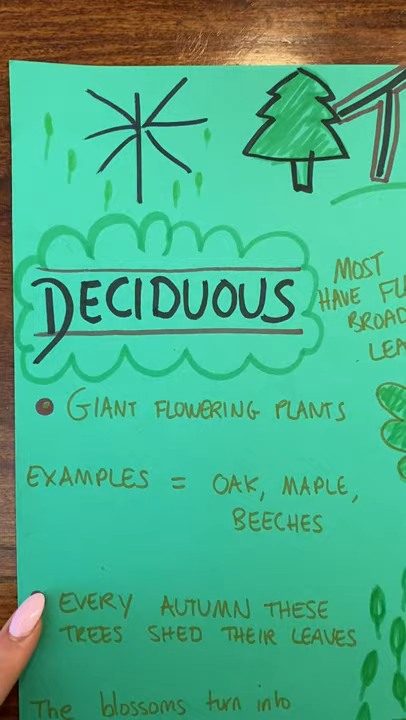 DECIDUOUS
MOST
HAVE
BROAD
GIANT FLOWERING PLANTS
EXAMPLES = OAK, MAPLE,
BEECHES
EVERY AUTUMN THESE
TREES SHED THEIR LEAVES
The blossoms turn into